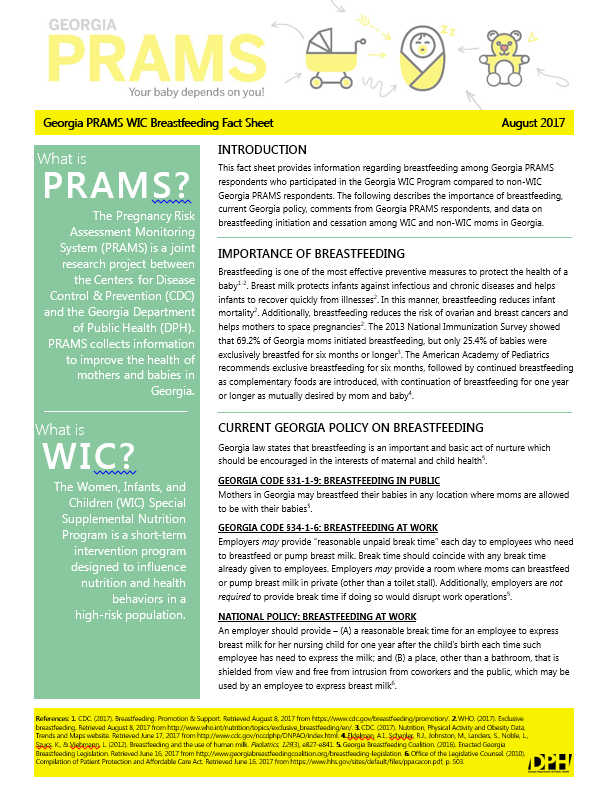 GEORGIA
PRAMS
Your baby depends on you!
Z Z
Georgia PRAMS WIC Breastfeeding Fact Sheet August 2017
What is
PRAMS?
The Pregnancy Risk
Assessment Monitoring
System (PRAMS) is a joint
research project between
the Centers for Disease
Control & Prevention (CDC)
and the Georgia Department
of Public Health (DPH).
PRAMS collects information
to improve the health of
mothers and babies in
Georgia.
What is
WIC?
The Women, Infants, and
Children (WIC) Special
Supplemental Nutrition
Program is a short-term
intervention program
designed to influence
nutrition and health
behaviors in a
high-risk population.
INTRODUCTION
This fact sheet provides information regarding breastfeeding among Georgia PRAMS
respondents who participated in the Georgia WIC Program compared to non-WIC
Georgia PRAMS respondents. The following describes the importance of breastfeeding,
current Georgia policy, comments from Georgia PRAMS respondents, and data on
breastfeeding initiation and cessation among WIC and non-WIC moms in Georgia.
IMPORTANCE OF BREASTFEEDING
Breastfeeding is one of the most effective preventive measures to protect the health of a
baby1-2. Breast milk protects infants against infectious and chronic diseases and helps
infants to recover quickly from illnesses2. In this manner, breastfeeding reduces infant
mortality2. Additionally, breastfeeding reduces the risk of ovarian and breast cancers and
helps mothers to space pregnancies2. The 2013 National Immunization Survey showed
that 69.2% of Georgia moms initiated breastfeeding, but only 25.4% of babies were
exclusively breastfed for six months or longer3. The American Academy of Pediatrics
recommends exclusive breastfeeding for six months, followed by continued breastfeeding
as complementary foods are introduced, with continuation of breastfeeding for one year
or longer as mutually desired by mom and baby4.
CURRENT GEORGIA POLICY ON BREASTFEEDING
Georgia law states that breastfeeding is an important and basic act of nurture which
should be encouraged in the interests of maternal and child health5.
GEORGIA CODE §31-1-9: BREASTFEEDING IN PUBLIC
Mothers in Georgia may breastfeed their babies in any location where moms are allowed
to be with their babies5.
GEORGIA CODE §34-1-6: BREASTFEEDING AT WORK
Employers may provide "reasonable unpaid break time" each day to employees who need
to breastfeed or pump breast milk. Break time should coincide with any break time
already given to employees. Employers may provide a room where moms can breastfeed
or pump breast milk in private (other than a toilet stall). Additionally, employers are not
required to provide break time if doing so would disrupt work operations5.
NATIONAL POLICY: BREASTFEEDING AT WORK
An employer should provide – (A) a reasonable break time for an employee to express
breast milk for her nursing child for one year after the child's birth each time such
employee has need to express the milk; and (B) a place, other than a bathroom, that is
shielded from view and free from intrusion from coworkers and the public, which may be
used by an employee to express breast milk6.
References: 1. CDC. (2017). Breastfeeding: Promotion & Support. Retrieved August 8, 2017 from https://www.cdc.gov/breastfeeding/promotion/. 2. WHO. (2017). Exclusive
breastfeeding. Retrieved August 8, 2017 from http://www.who.int/nutrition/topics/exclusive_breastfeeding/en/. 3. CDC. (2017). Nutrition, Physical Activity and Obesity Data,
Trends and Maps website. Retrieved June 17, 2017 from http://www.cdc.gov/nccdphp/DNPAO/index.html. 4. Eidelman, A.I., Schanler, R.J., Johnston, M., Landers, S., Noble, L.,
Szucs, K., & Viehmann, L. (2012). Breastfeeding and the use of human milk. Pediatrics, 129(3), e827-e841. 5. Georgia Breastfeeding Coalition. (2016). Enacted Georgia
Breastfeeding Legislation. Retrieved June 16, 2017 from http://www.georgiabreastfeedingcoalition.org/breastfeeding-legislation. 6. Office of the Legislative Counsel. (2010).
Compilation of Patient Protection and Affordable Care Act. Retrieved June 16. 2017 from https://www.hhs.gov/sites/default/files/ppacacon.pdf, p. 503.
DPH
Georgia Department of Public Health